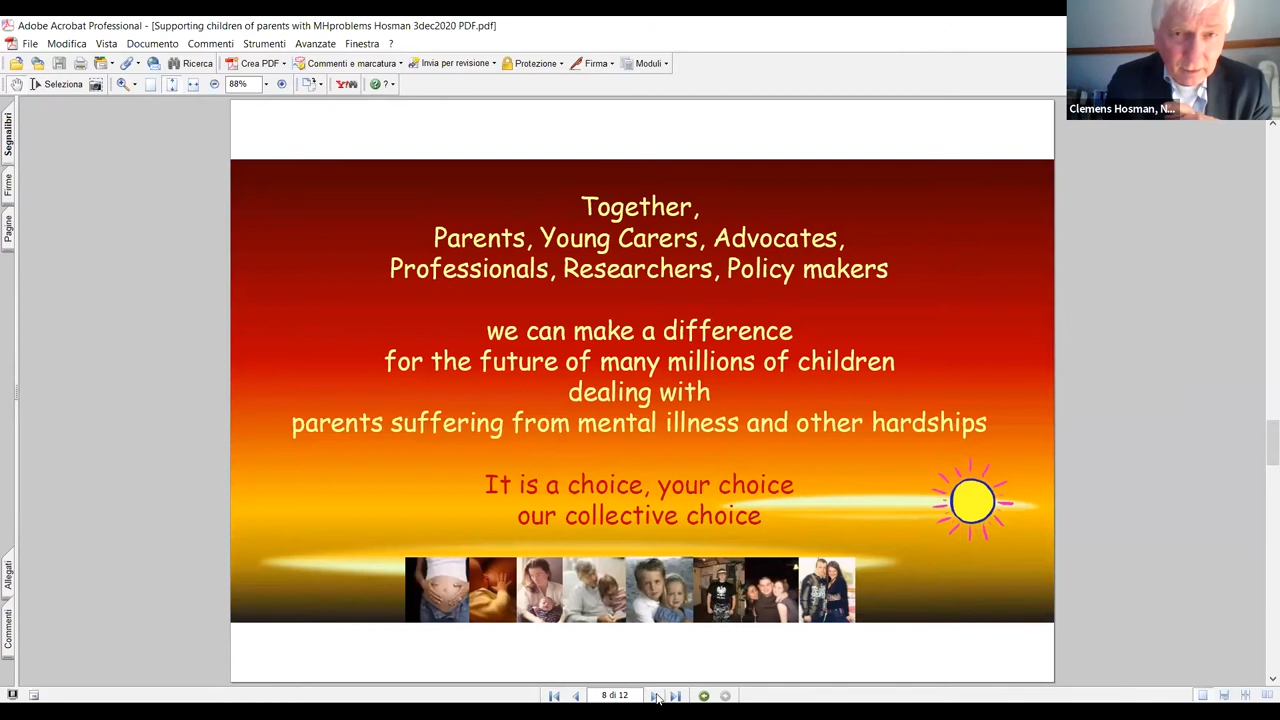 Adobe Acrobat Professional - [Supporting children of parents with MHproblems Hosman 3dec2020 PDF.pdf]
File Modifica Vista Documento Commenti Strumenti Avanzate Finestra ?
Ricerca Crea PDF Commenti e marcatura Invia per revisione Protezione Firma Moduli
Seleziona 88% Y! ?
Clemens Hosman, N...
Segnalibri
Firme
Pagine
Allegati
Commenti
Together,
Parents, Young Carers, Advocates,
Professionals, Researchers, Policy makers
we can make a difference
for the future of many millions of children
dealing with
parents suffering from mental illness and other hardships
It is a choice, your choice
our collective choice
8 di 12